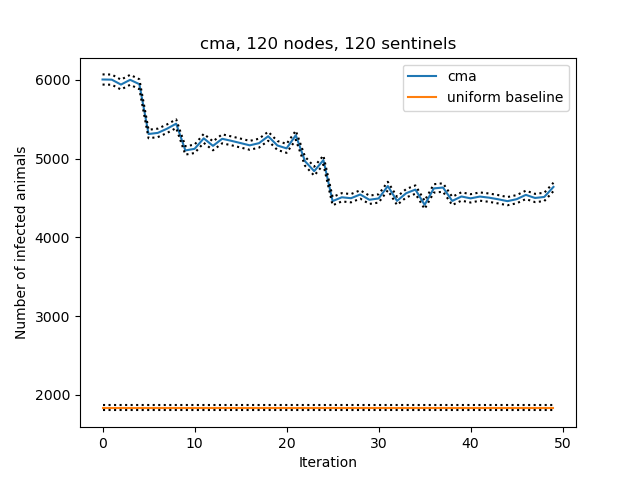 cma, 120 nodes, 120 sentinels
cma
uniform baseline
Number of infected animals
6000
5000
4000
3000
2000
0 10 20 30 40 50
Iteration